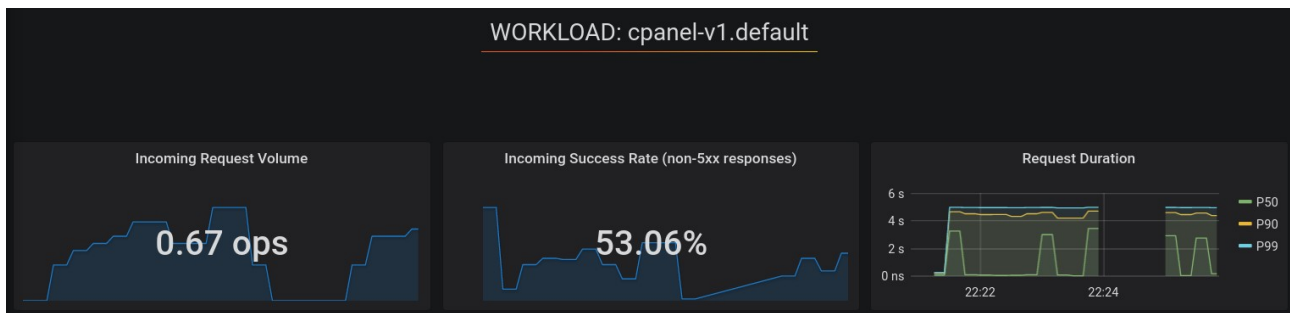 WORKLOAD: cpanel-v1.default
Incoming Request Volume
0.67 ops
Incoming Success Rate (non-5xx responses)
53.06%
Request Duration
6 s
4 s
2 s
0 ns
22:22
22:24
P50
P90
P99